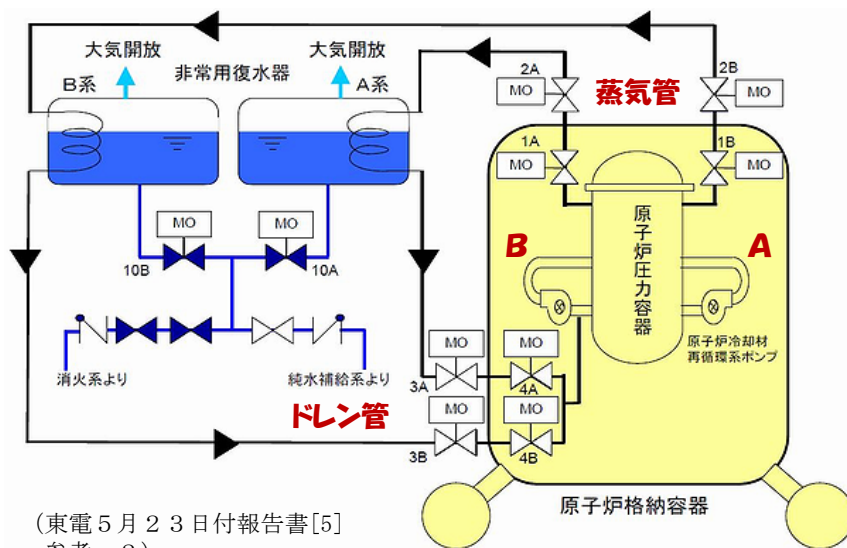 大気開放
大気開放
非常用復水器
B系
A系
2A
2B
MO
MO
蒸気管
1A
1B
MO
MO
原子炉圧力容器
B
A
MO
MO
10B
10A
原子炉冷却材
再循環系ポンプ
消火系より
純水補給系より
MO
MO
3A
4A
ドレン管
MO
MO
3B
4B
原子炉格納容器
(東電5月23日付報告書[5]